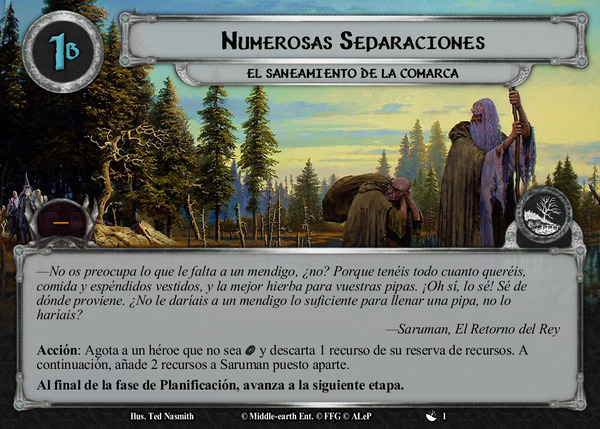 1B
NUMEROSAS SEPARACIONES
EL SANEAMIENTO DE LA COMARCA
–
—No os preocupa lo que le falta a un mendigo, ¿no? Porque tenéis todo cuanto queréis,
comida y espléndidos vestidos, y la mejor hierba para vuestras pipas. ¡Oh sí, lo sé! Sé de
dónde proviene. ¿No le daríais a un mendigo lo suficiente para llenar una pipa, no lo
haríais?
—Saruman, El Retorno del Rey
Acción: Agota a un héroe que no sea y descarta 1 recurso de su reserva de recursos. A
continuación, añade 2 recursos a Saruman puesto aparte.
Al final de la fase de Planificación, avanza a la siguiente etapa.
Ilus. Ted Nasmith © Middle-earth Ent. © FFG © ALeP 1